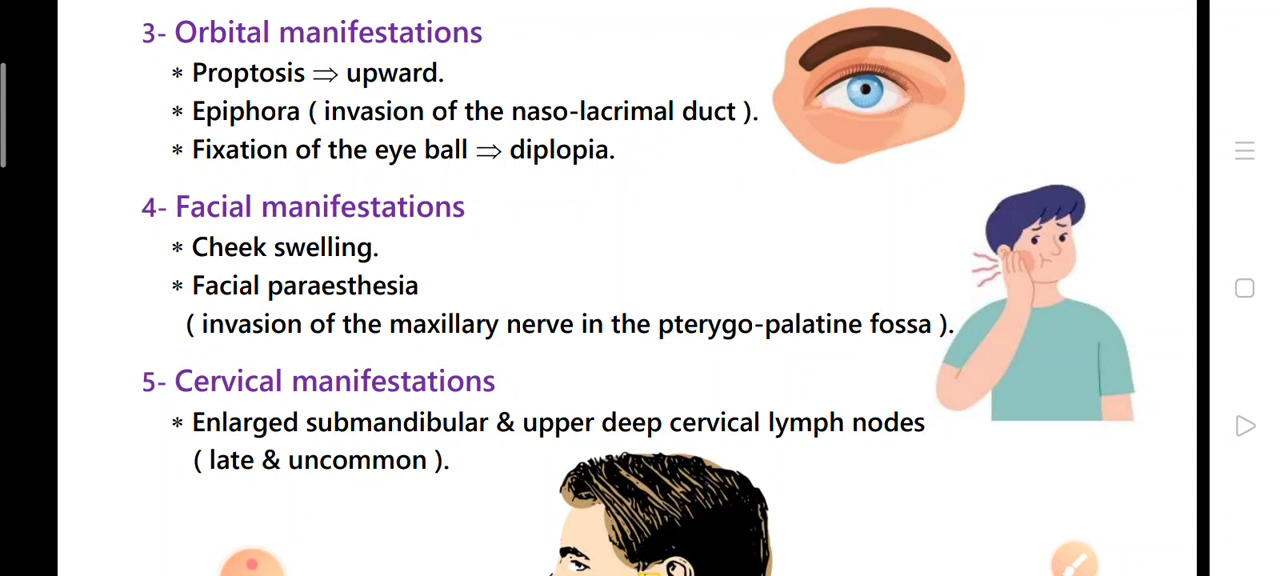 3- Orbital manifestations
* Proptosis ⇒ upward.
* Epiphora ( invasion of the naso-lacrimal duct ).
* Fixation of the eye ball ⇒ diplopia.
4- Facial manifestations
* Cheek swelling.
* Facial paraesthesia
( invasion of the maxillary nerve in the pterygo-palatine fossa ).
5- Cervical manifestations
* Enlarged submandibular & upper deep cervical lymph nodes
( late & uncommon ).